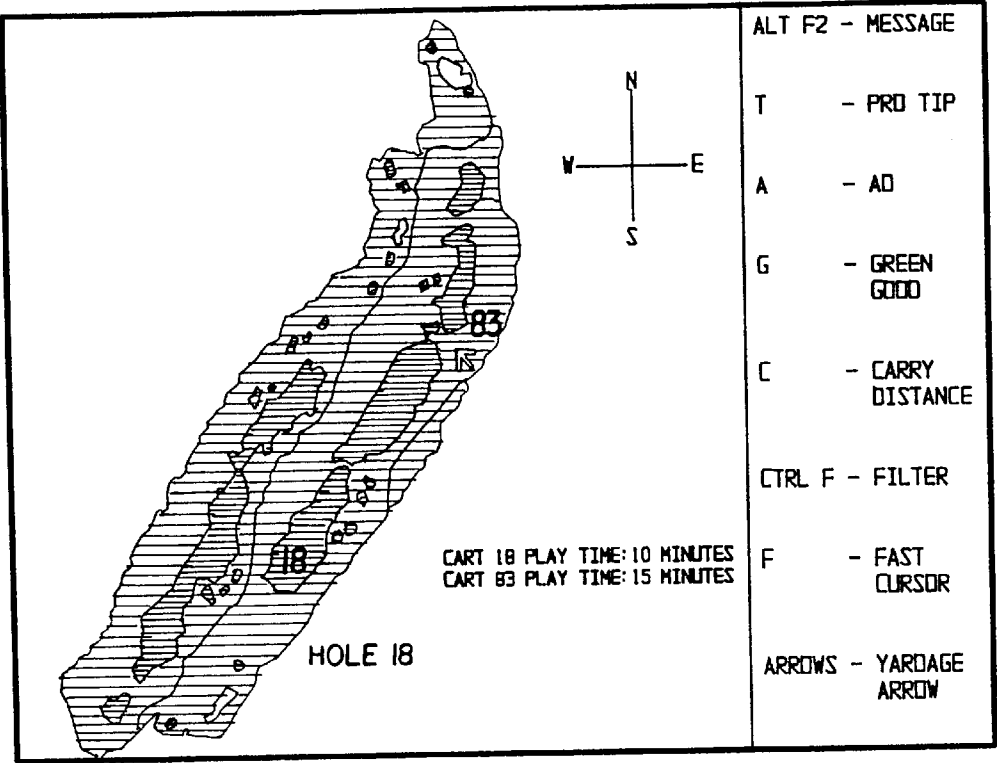 N
W E
S
83
18
CART 18 PLAY TIME: 10 MINUTES
CART 83 PLAY TIME: 15 MINUTES
HOLE 18
ALT F2 - MESSAGE
T - PRO TIP
A - AD
G - GREEN
GOOD
C - CARRY
DISTANCE
CTRL F - FILTER
F - FAST
CURSOR
ARROWS - YARDAGE
ARROW